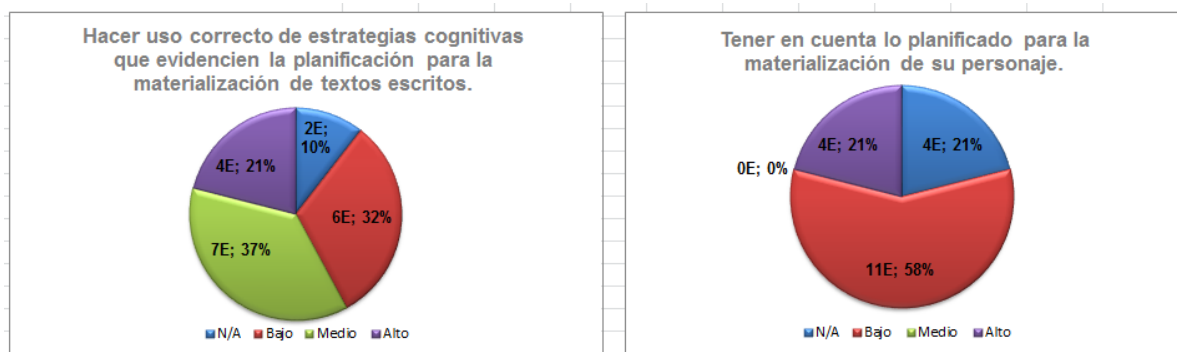 Hacer uso correcto de estrategias cognitivas
que evidencien la planificación para la
materialización de textos escritos.
2E;
10%
4E; 21%
6E; 32%
7E; 37%
N/A Bajo Medio Alto
Tener en cuenta lo planificado para la
materialización de su personaje.
4E; 21%
4E; 21%
0E; 0%
11E; 58%
N/A Bajo Medio Alto